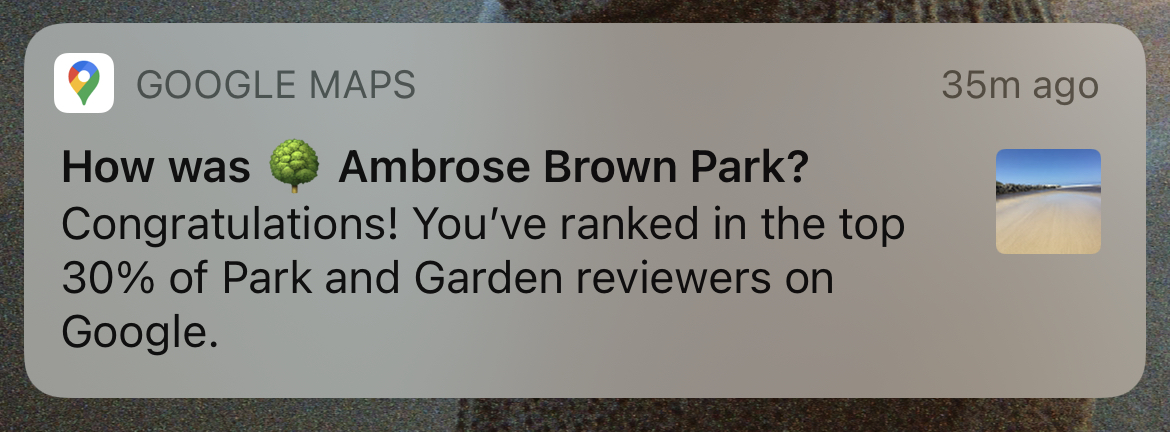 GOOGLE MAPS
35m ago
How was 🌳 Ambrose Brown Park?
Congratulations! You’ve ranked in the top
30% of Park and Garden reviewers on
Google.